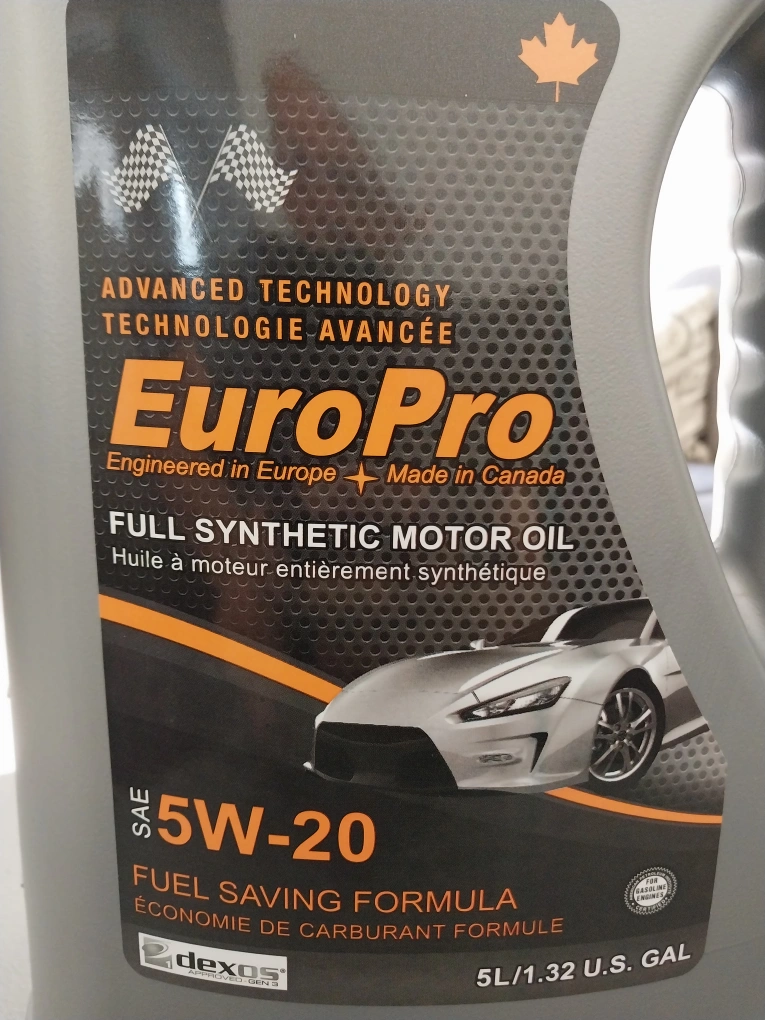 ADVANCED TECHNOLOGY
TECHNOLOGIE AVANCÉE
EuroPro
Engineered in Europe Made in Canada
FULL SYNTHETIC MOTOR OIL
Huile à moteur entièrement synthétique
SAE 5W-20
FUEL SAVING FORMULA
ÉCONOMIE DE CARBURANT FORMULE
FOR
GASOLINE
ENGINES
CERTIFIED
dexos®
APPROVED · GEN 3
5L/1.32 U.S. GAL